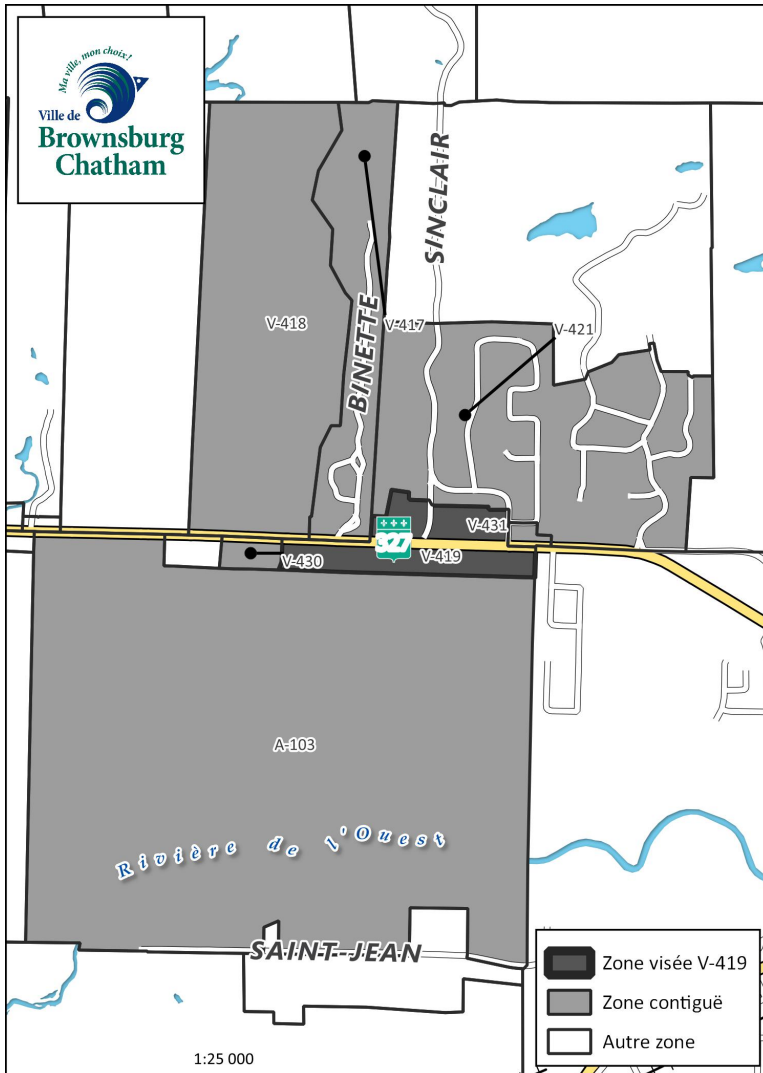 Ma ville, mon choix!
Ville de
Brownsburg
Chatham
SINCLAIR
BINETTE
V-418
V-417
V-421
V-431
327
V-430
V-419
A-103
Rivière de l'Ouest
SAINT-JEAN
Zone visée V-419
Zone contiguë
Autre zone
1:25 000